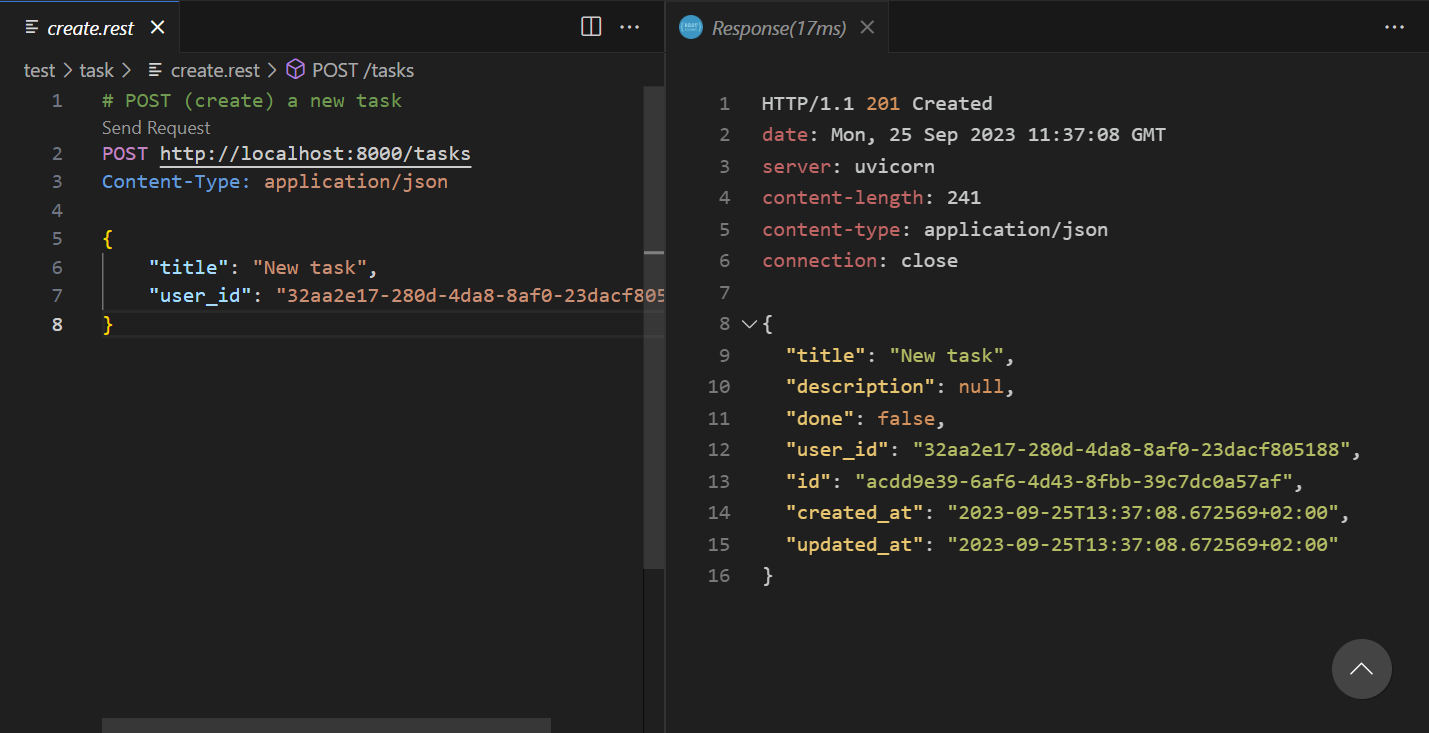 create.rest
test > task > create.rest > POST /tasks
1 # POST (create) a new task
Send Request
2 POST http://localhost:8000/tasks
3 Content-Type: application/json
4
5 {
6 "title": "New task",
7 "user_id": "32aa2e17-280d-4da8-8af0-23dacf805
8 }
Response(17ms)
1 HTTP/1.1 201 Created
2 date: Mon, 25 Sep 2023 11:37:08 GMT
3 server: uvicorn
4 content-length: 241
5 content-type: application/json
6 connection: close
7
8 {
9 "title": "New task",
10 "description": null,
11 "done": false,
12 "user_id": "32aa2e17-280d-4da8-8af0-23dacf805188",
13 "id": "acdd9e39-6af6-4d43-8fbb-39c7dc0a57af",
14 "created_at": "2023-09-25T13:37:08.672569+02:00",
15 "updated_at": "2023-09-25T13:37:08.672569+02:00"
16 }